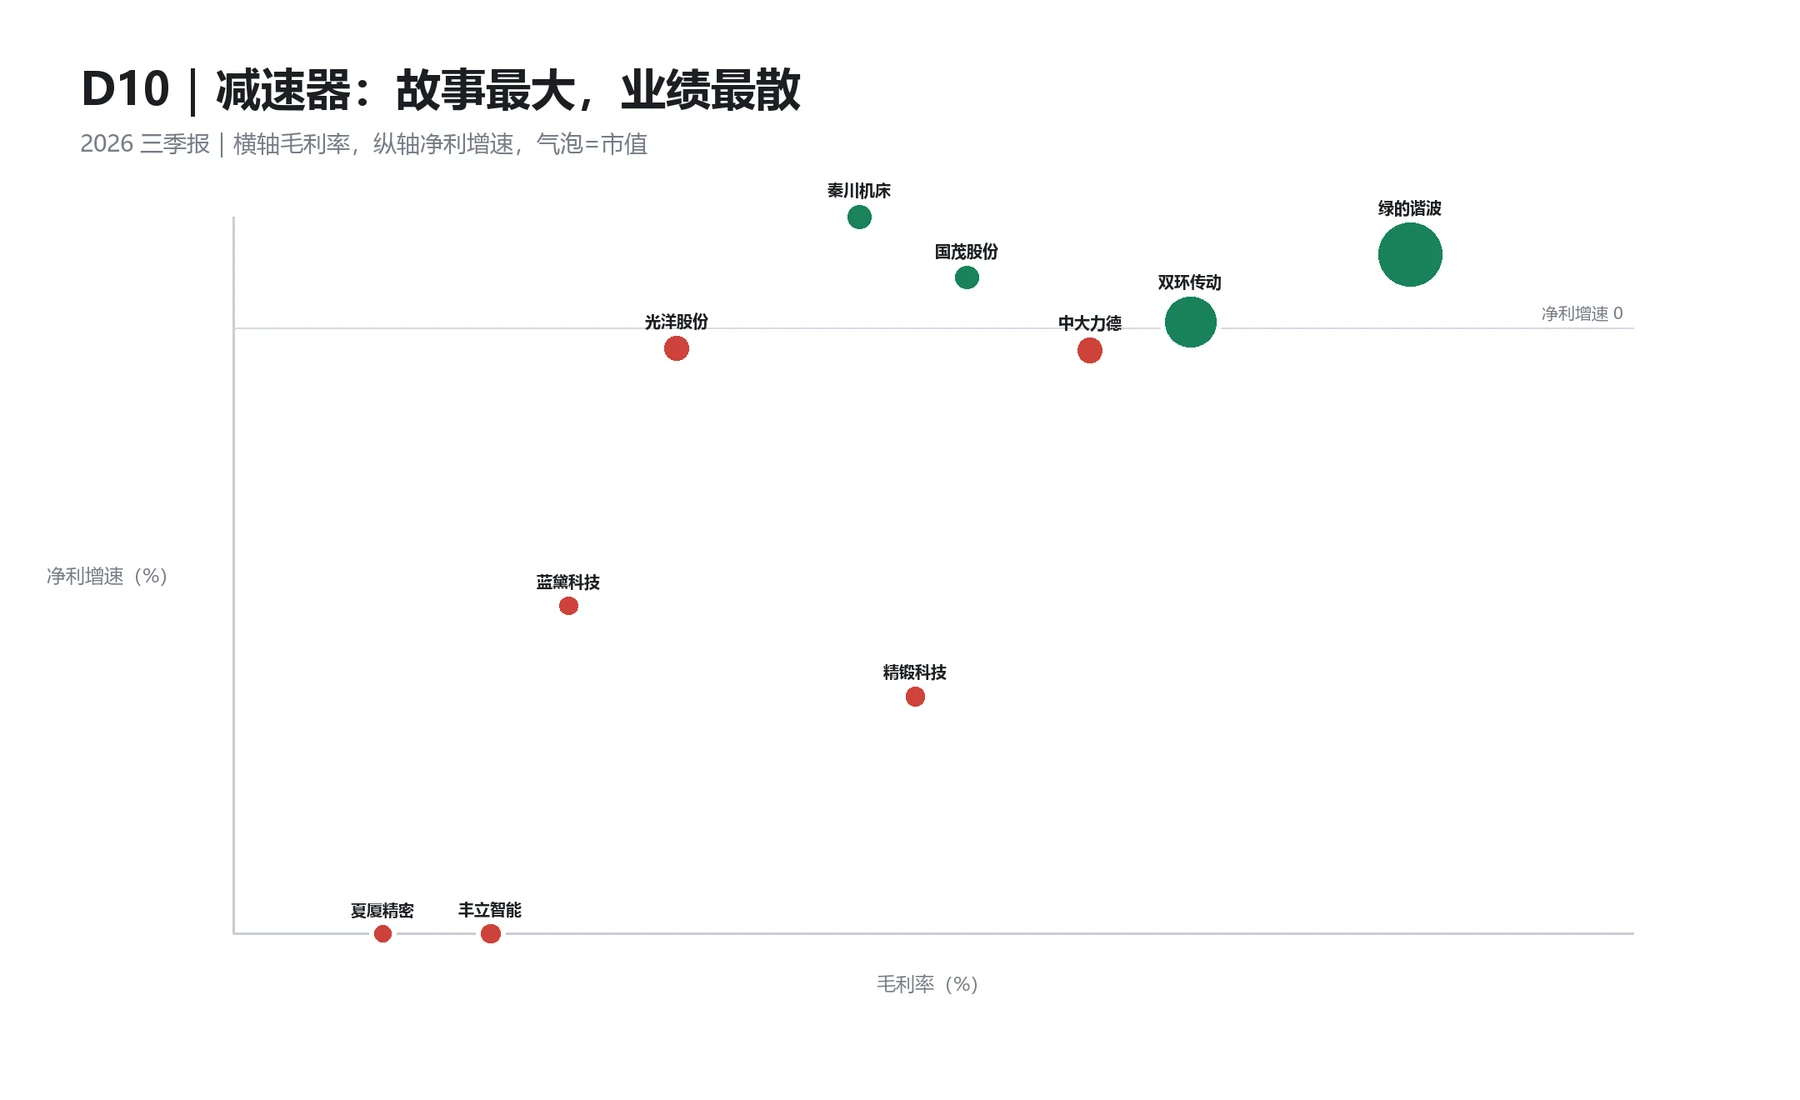 D10｜减速器：故事最大，业绩最散
2026 三季报｜横轴毛利率，纵轴净利增速，气泡=市值
秦川机床
绿的谐波
国茂股份
双环传动
净利增速 0
光洋股份
中大力德
净利增速（%）
蓝黛科技
精锻科技
夏厦精密
丰立智能
毛利率（%）